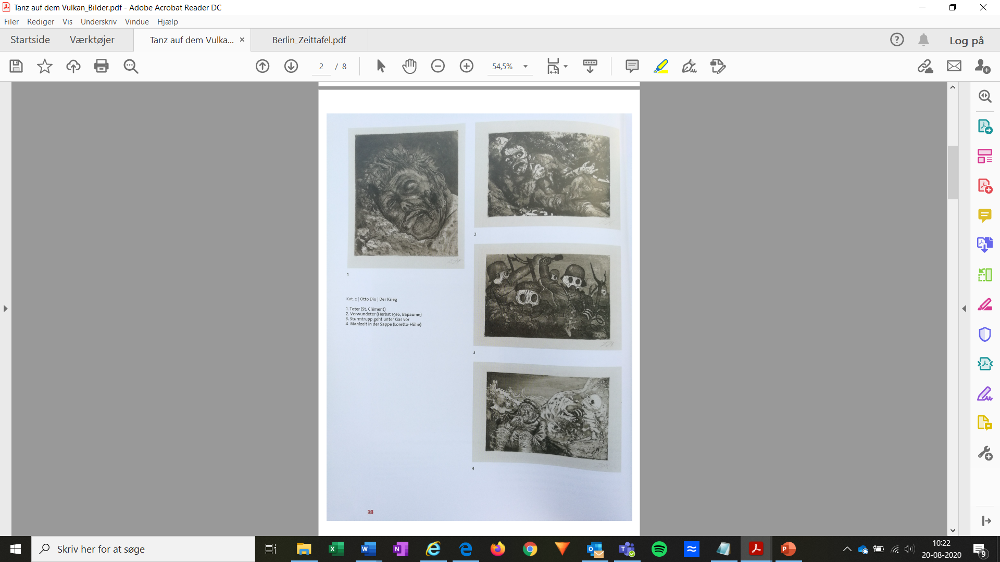 Tanz auf dem Vulkan_Bilder.pdf - Adobe Acrobat Reader DC
Filer Rediger Vis Underskriv Vindue Hjælp
Startside Værktøjer Tanz auf dem Vulka... Berlin_Zeittafel.pdf Log på
2 / 8 54,5%
1
2
Kat. 2 | Otto Dix | Der Krieg
1. Toter (St. Clément)
2. Verwundeter (Herbst 1916, Bapaume)
3. Sturmtrupp geht unter Gas vor
4. Mahlzeit in der Sappe (Loretto-Höhe)
3
4
38
Skriv her for at søge
10:22
20-08-2020
9